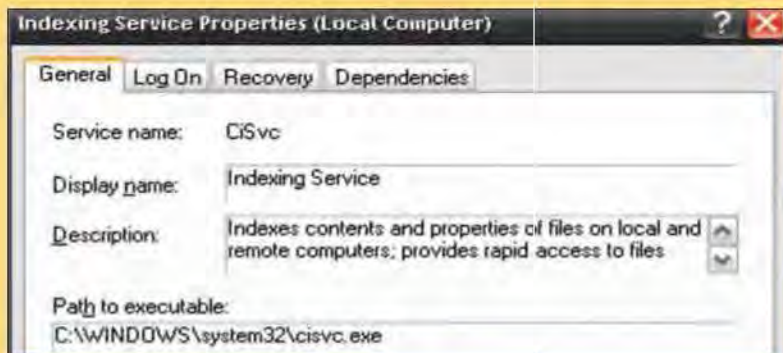 Indexing Service Properties (Local Computer)
General Log On Recovery Dependencies
Service name: CiSvc
Display name: Indexing Service
Description: Indexes contents and properties of files on local and
remote computers; provides rapid access to files
Path to executable:
C:\WINDOWS\system32\cisvc.exe